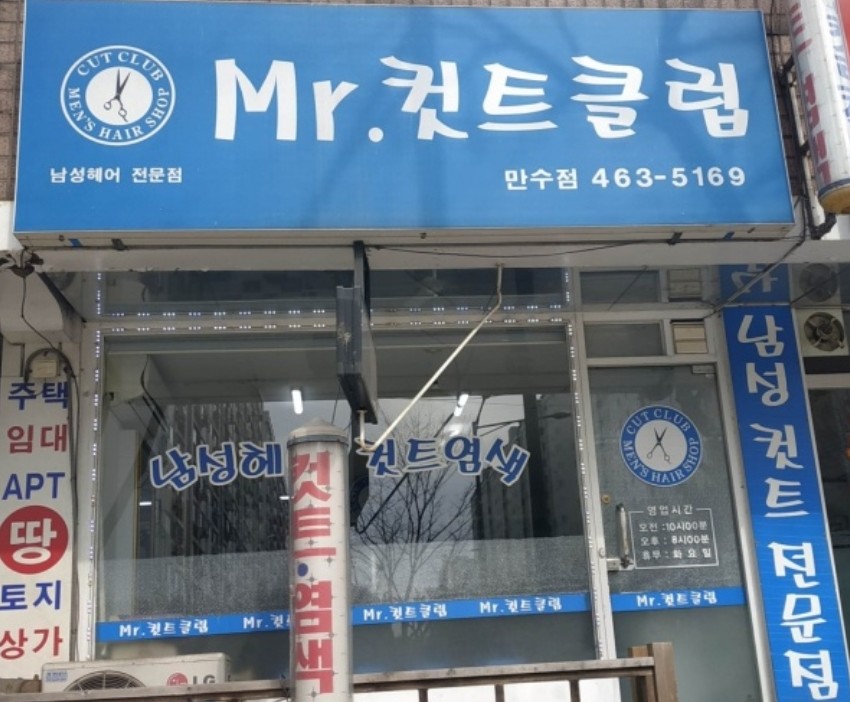 CUT CLUB
MEN'S HAIR SHOP
Mr.컷트클럽
남성헤어 전문점
만수점 463-5169
주택
임대
APT
땅
토지
상가
남성헤
컷트염색
컷트·염색
CUT CLUB
MEN'S HAIR SHOP
영업시간
오전 : 10시00분
오후 : 8시00분
휴무 : 화요일
Mr.컷트클럽
Mr.컷
Mr.컷트클럽
Mr.컷트클럽
Mr.컷트클럽
남성 컷트 전문점
LG